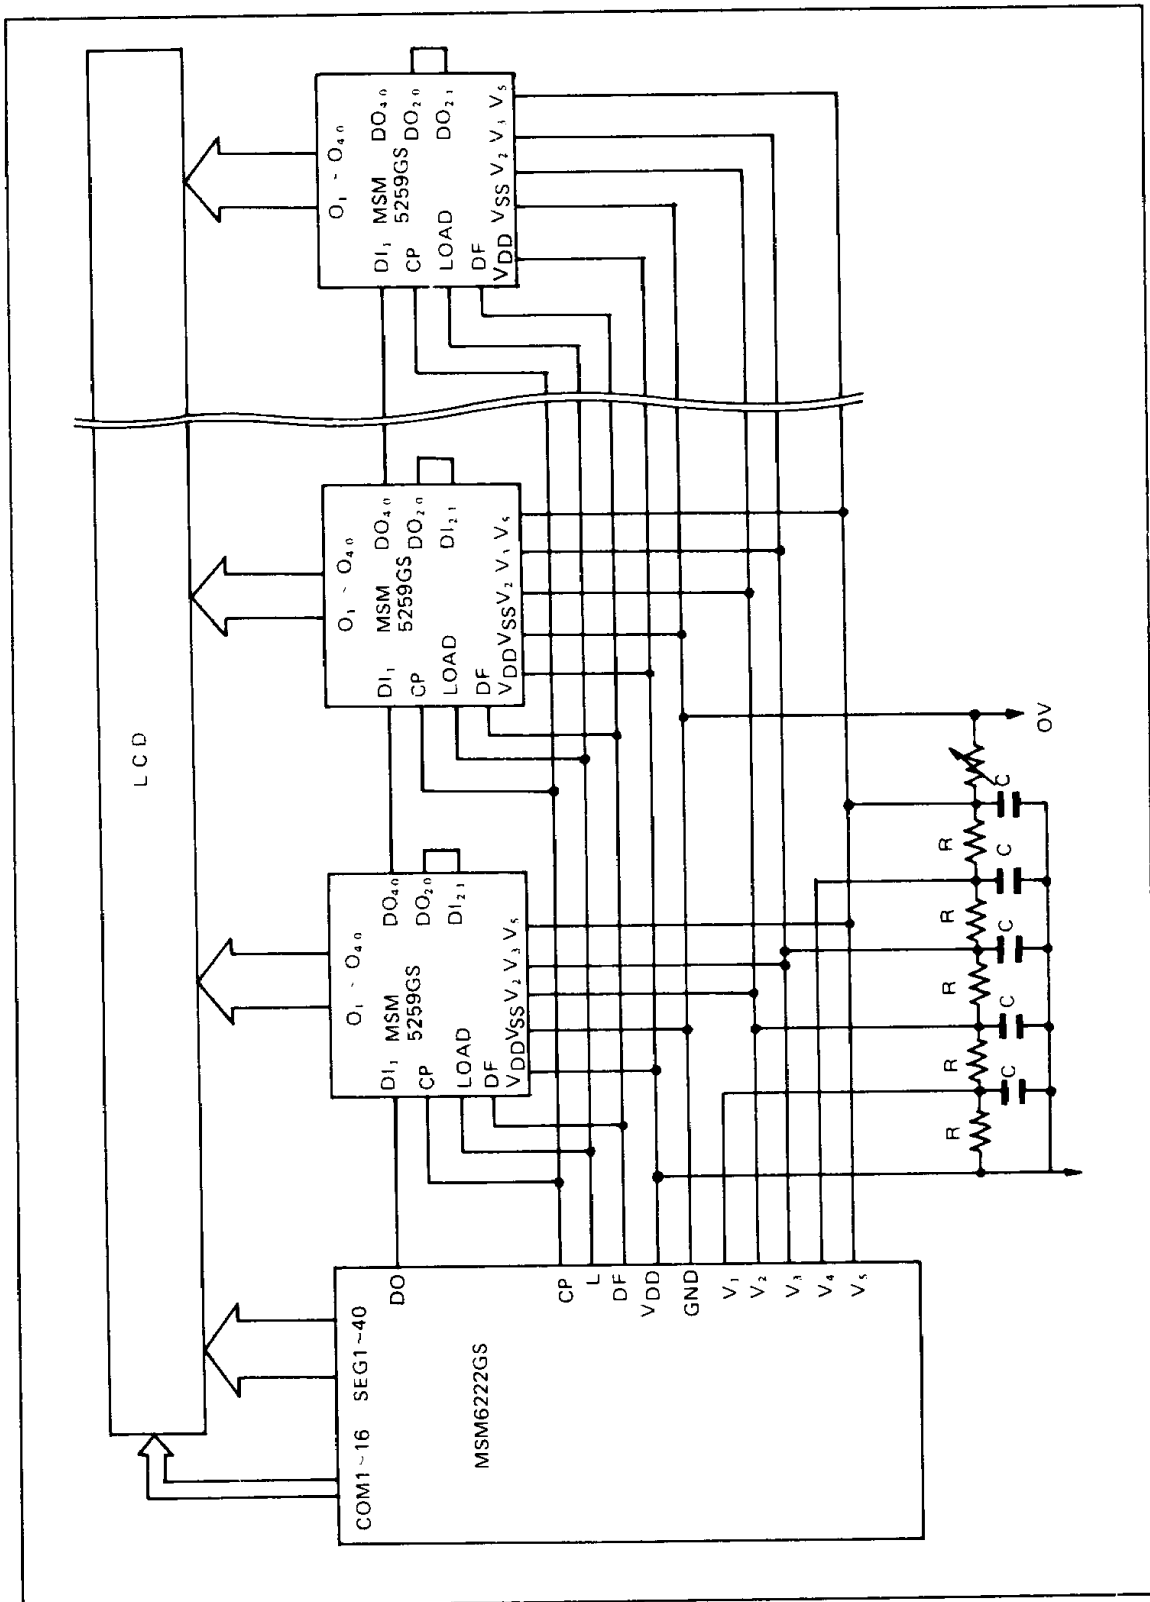 LCD
COM1~16 SEG1~40
DO
MSM6222GS
CP
L
DF
VDD
GND
V1
V2
V3
V4
V5
O1 ~ O40
DI1 MSM 5259GS DO40
CP DO20
LOAD DI21
DF
VDD VSS V2 V3 V5
O1 ~ O40
DI1 MSM 5259GS DO40
CP DO20
LOAD DI21
DF
VDD VSS V2 V5
O1 ~ O40
DI1 MSM 5259GS DO40
CP DO20
LOAD DO21
DF
VDD VSS V2 V3 V5
R R R R R
C C C C C
0V